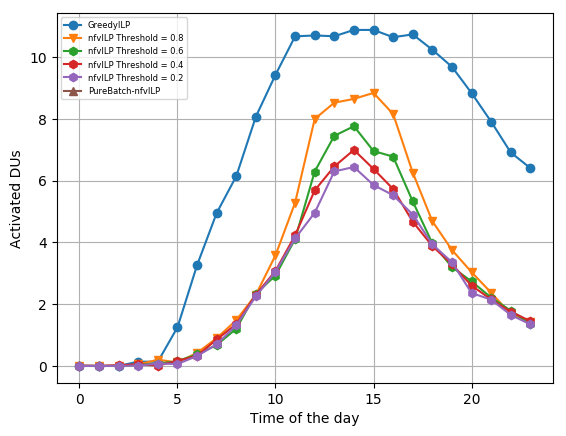 GreedyILP
nfvILP Threshold = 0.8
nfvILP Threshold = 0.6
nfvILP Threshold = 0.4
nfvILP Threshold = 0.2
PureBatch-nfvILP
10
8
6
4
2
0
Activated DUs
0 5 10 15 20
Time of the day